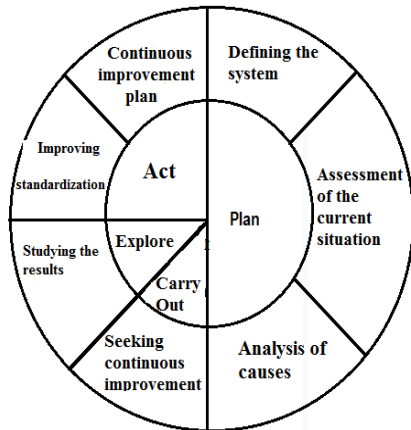 Continuous
improvement
plan
Defining the
system
Improving
standardization
Act
Plan
Assessment
of the
current
situation
Studying the
results
Explore
Carry
Out
Seeking
continuous
improvement
Analysis of
causes